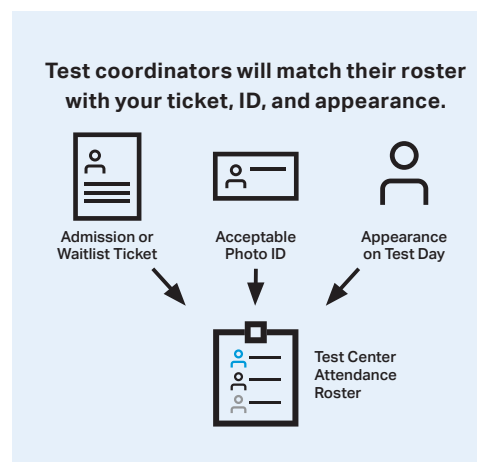 Test coordinators will match their roster
with your ticket, ID, and appearance.
Admission or
Waitlist Ticket
Acceptable
Photo ID
Appearance
on Test Day
Test Center
Attendance
Roster